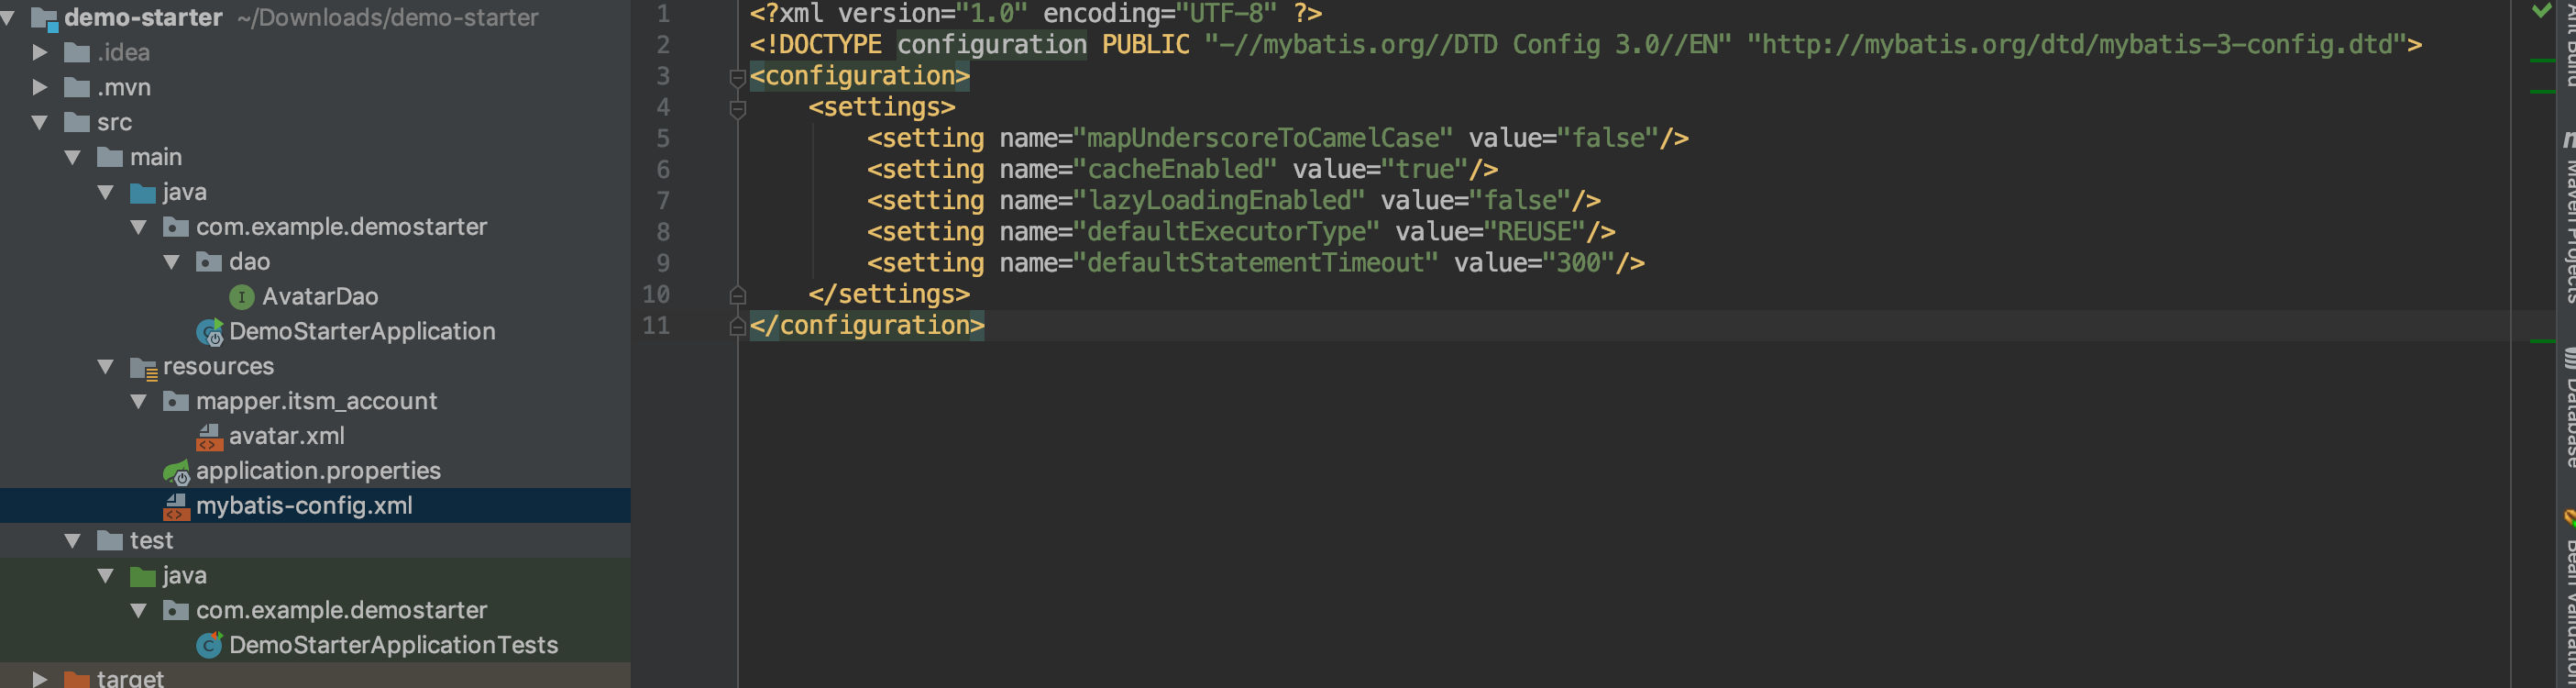 demo-starter ~/Downloads/demo-starter
.idea
.mvn
src
main
java
com.example.demostarter
dao
I AvatarDao
DemoStarterApplication
resources
mapper.itsm_account
avatar.xml
application.properties
mybatis-config.xml
test
java
com.example.demostarter
C DemoStarterApplicationTests
target
1 <?xml version="1.0" encoding="UTF-8" ?>
2 <!DOCTYPE configuration PUBLIC "-//mybatis.org//DTD Config 3.0//EN" "http://mybatis.org/dtd/mybatis-3-config.dtd">
3 <configuration>
4 <settings>
5 <setting name="mapUnderscoreToCamelCase" value="false"/>
6 <setting name="cacheEnabled" value="true"/>
7 <setting name="lazyLoadingEnabled" value="false"/>
8 <setting name="defaultExecutorType" value="REUSE"/>
9 <setting name="defaultStatementTimeout" value="300"/>
10 </settings>
11 </configuration>
Ant Build
Maven Projects
Database
Bean Validation